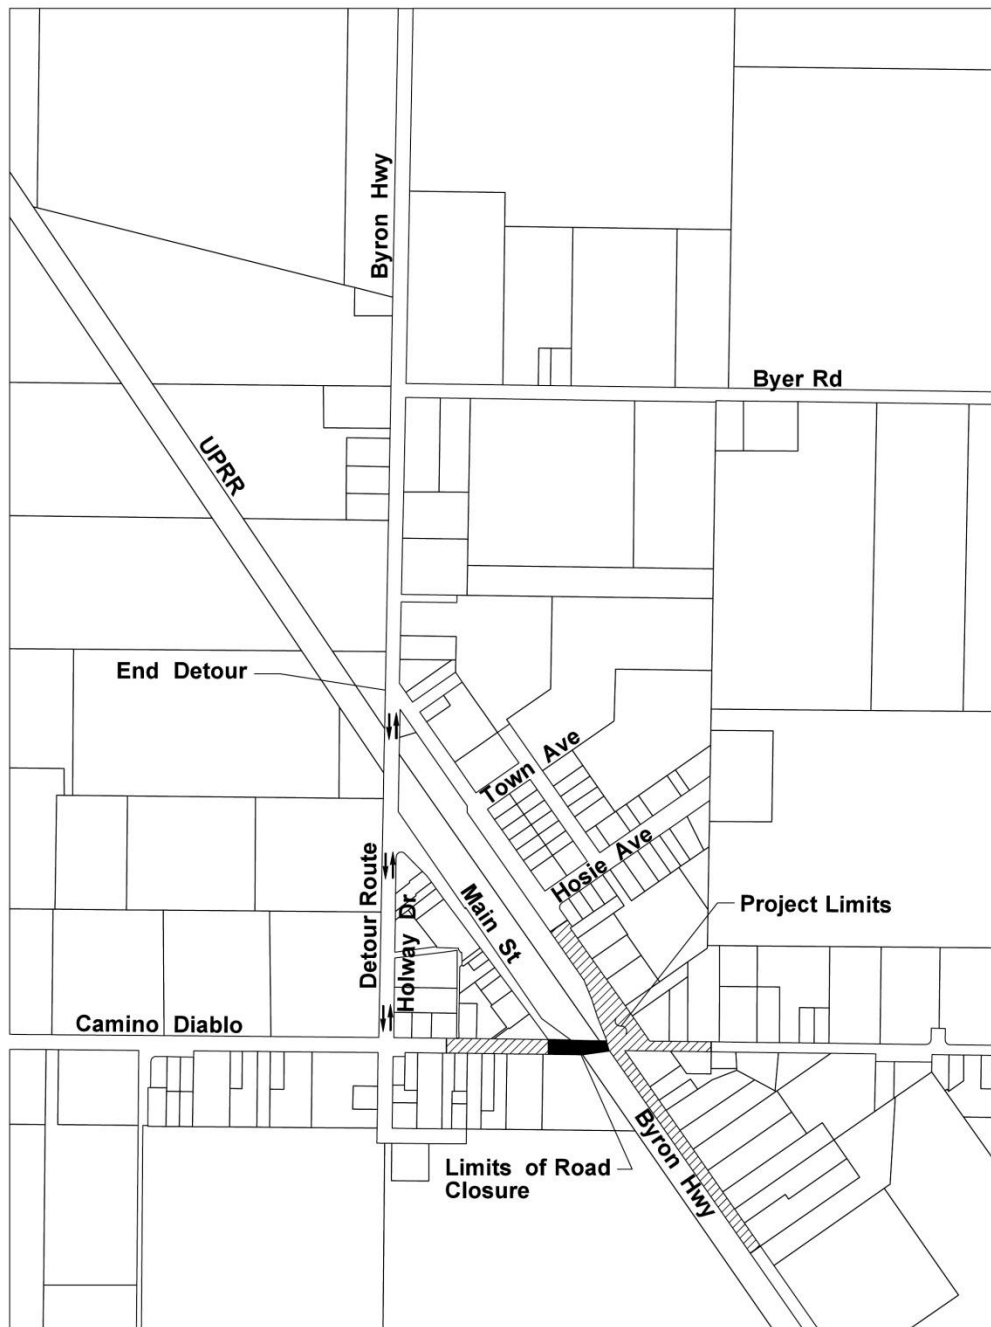 Byron Hwy
Byer Rd
UPRR
End Detour
Town Ave
Hosie Ave
Detour Route
Holway Dr
Main St
Project Limits
Camino Diablo
Limits of Road
Closure
Byron Hwy